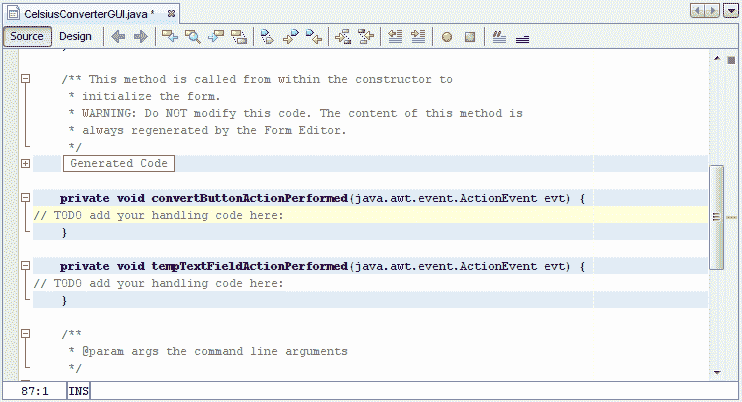 CelsiusConverterGUI.java *
Source Design
/** This method is called from within the constructor to
* initialize the form.
* WARNING: Do NOT modify this code. The content of this method is
* always regenerated by the Form Editor.
*/
Generated Code
private void convertButtonActionPerformed(java.awt.event.ActionEvent evt) {
// TODO add your handling code here:
}
private void tempTextFieldActionPerformed(java.awt.event.ActionEvent evt) {
// TODO add your handling code here:
}
/**
* @param args the command line arguments
*/
87:1 INS